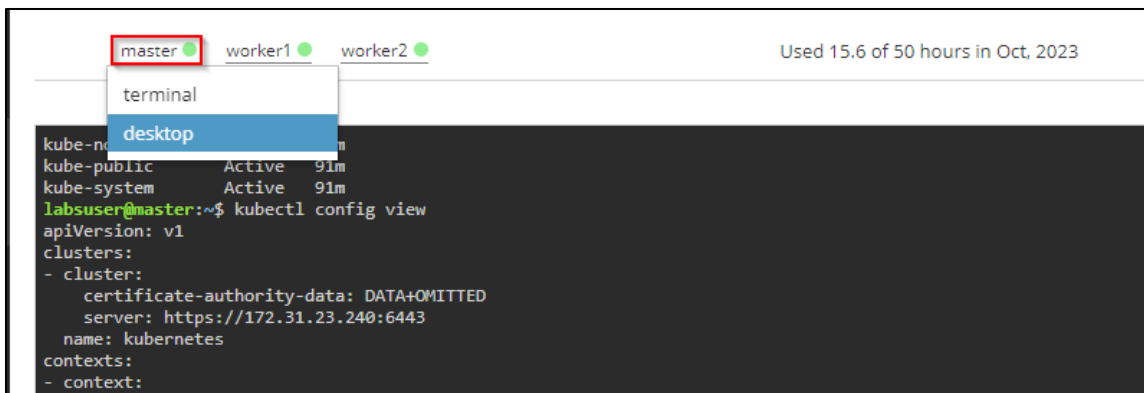 master worker1 worker2 Used 15.6 of 50 hours in Oct, 2023
terminal
desktop
kube-public Active 91m
kube-system Active 91m
labsuser@master:~$ kubectl config view
apiVersion: v1
clusters:
- cluster:
certificate-authority-data: DATA+OMITTED
server: https://172.31.23.240:6443
name: kubernetes
contexts:
- context: